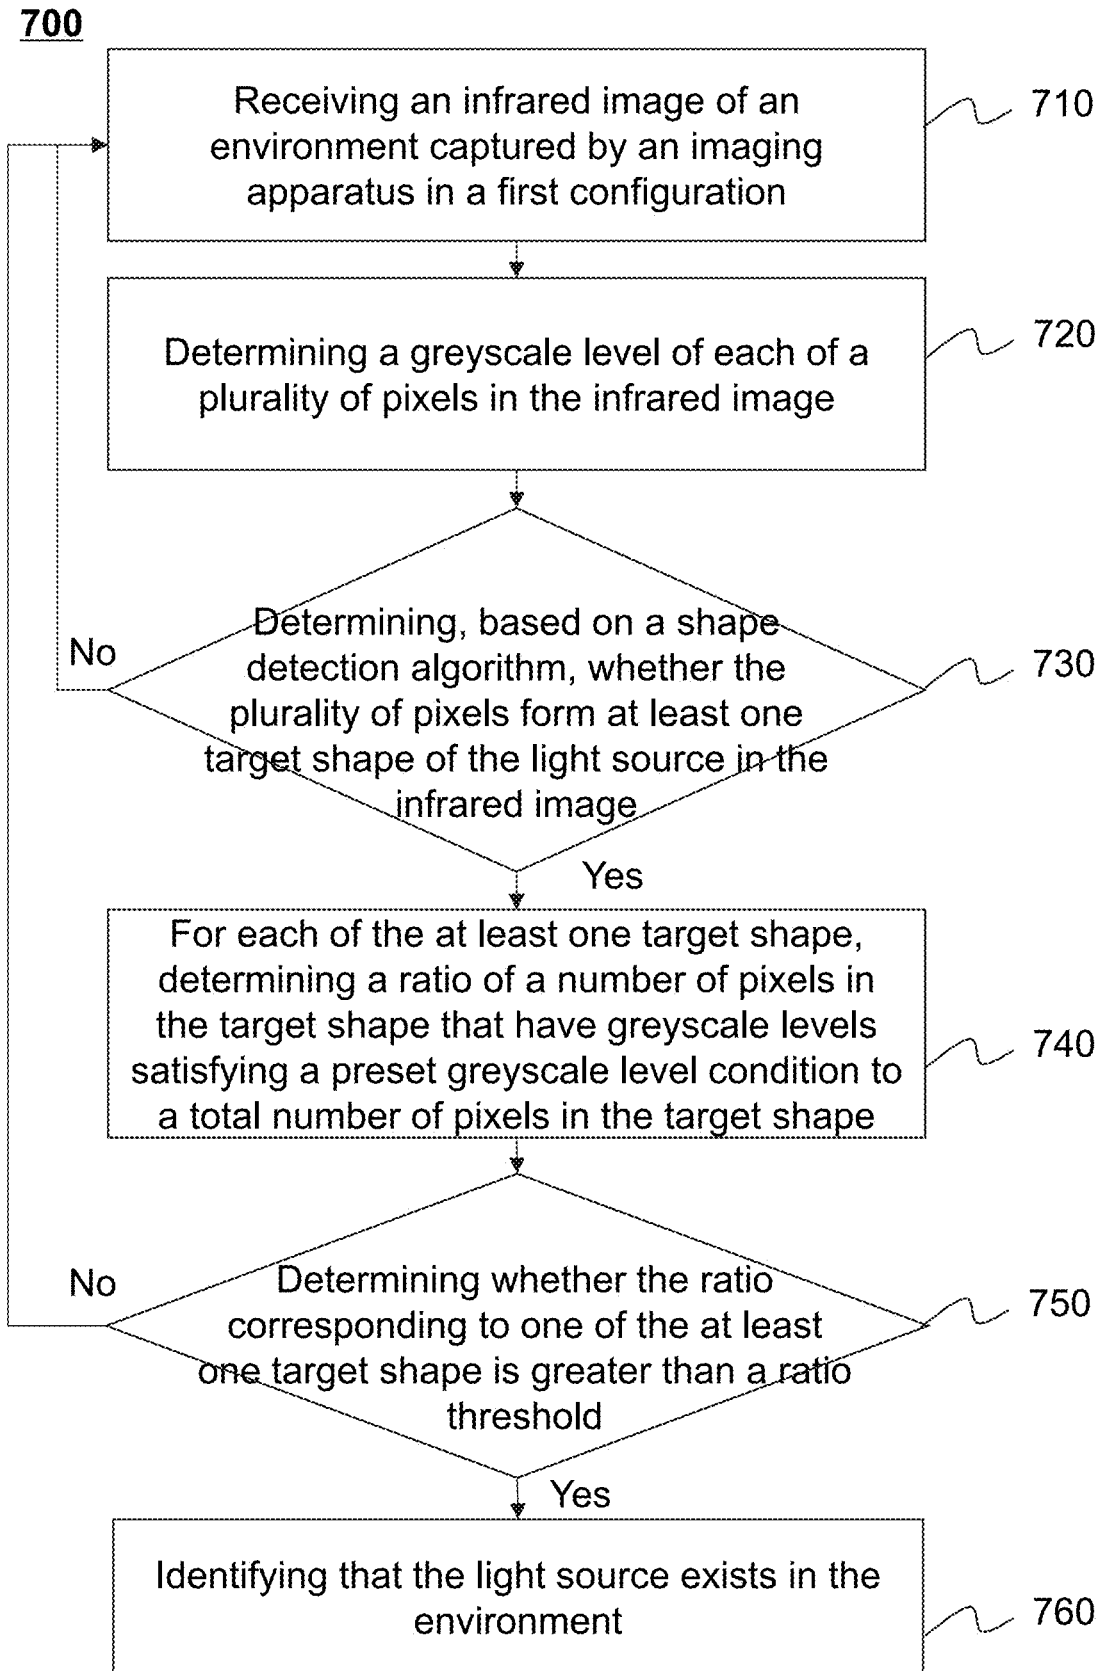 700
Receiving an infrared image of an
environment captured by an imaging
apparatus in a first configuration
710
Determining a greyscale level of each of a
plurality of pixels in the infrared image
720
Determining, based on a shape
detection algorithm, whether the
plurality of pixels form at least one
target shape of the light source in the
infrared image
730
No
Yes
For each of the at least one target shape,
determining a ratio of a number of pixels in
the target shape that have greyscale levels
satisfying a preset greyscale level condition to
a total number of pixels in the target shape
740
Determining whether the ratio
corresponding to one of the at least
one target shape is greater than a ratio
threshold
750
No
Yes
Identifying that the light source exists in the
environment
760